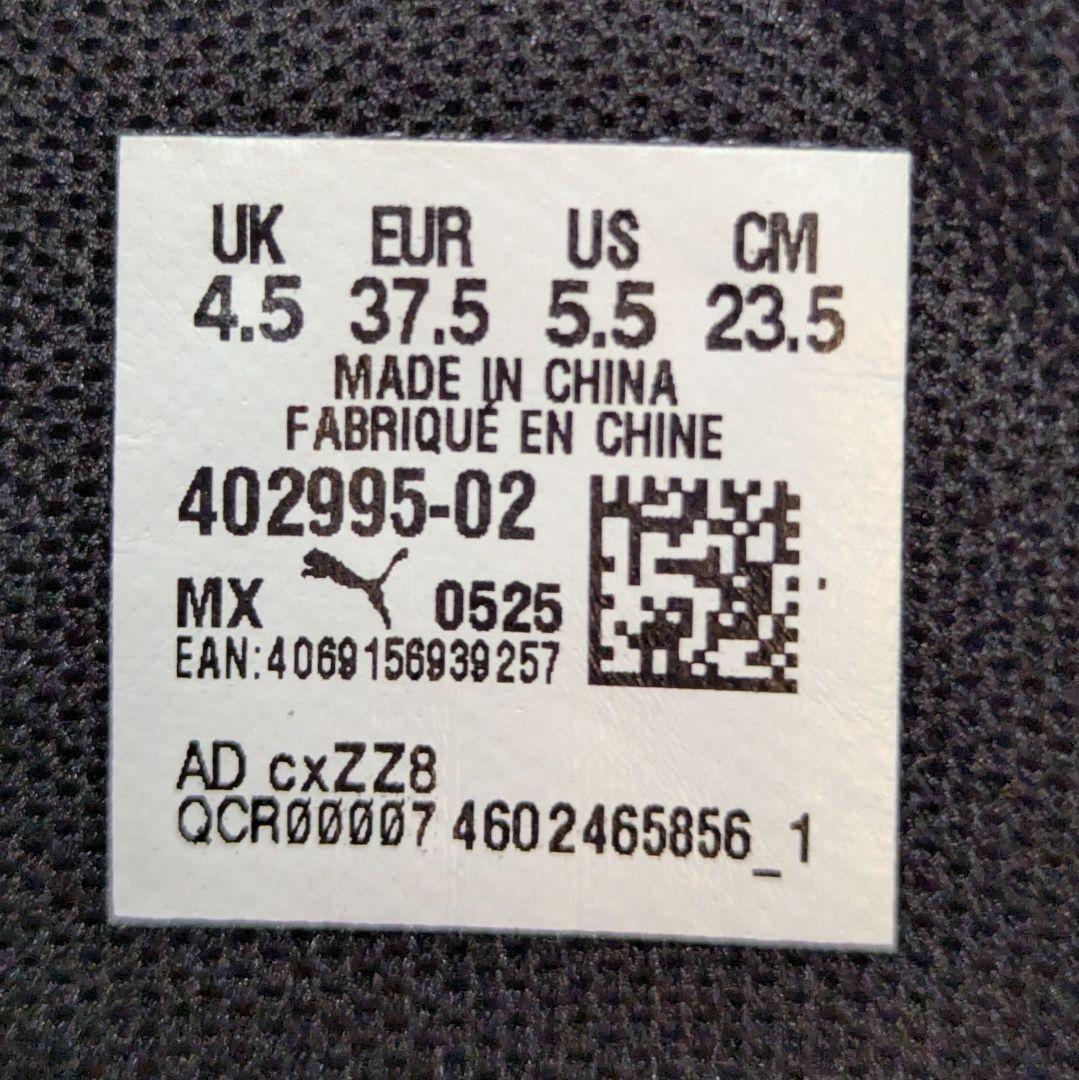 UK EUR US CM
4.5 37.5 5.5 23.5
MADE IN CHINA
FABRIQUÉ EN CHINE
402995-02
MX 0525
EAN:4069156939257
AD cxZZ8
QCR00007 4602465856_1